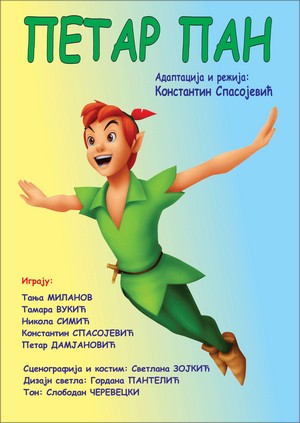 ПЕТАР ПАН
Адаптација и режија:
Константин Спасојевић
Играју:
Тања МИЛАНОВ
Тамара ВУКИЋ
Никола СИМИЋ
Константин СПАСОЈЕВИЋ
Петар ДАМЈАНОВИЋ
Сценографија и костим: Светлана ЗОЈКИЋ
Дизајн светла: Гордана ПАНТЕЛИЋ
Тон: Слободан ЧЕРЕВЕЦКИ